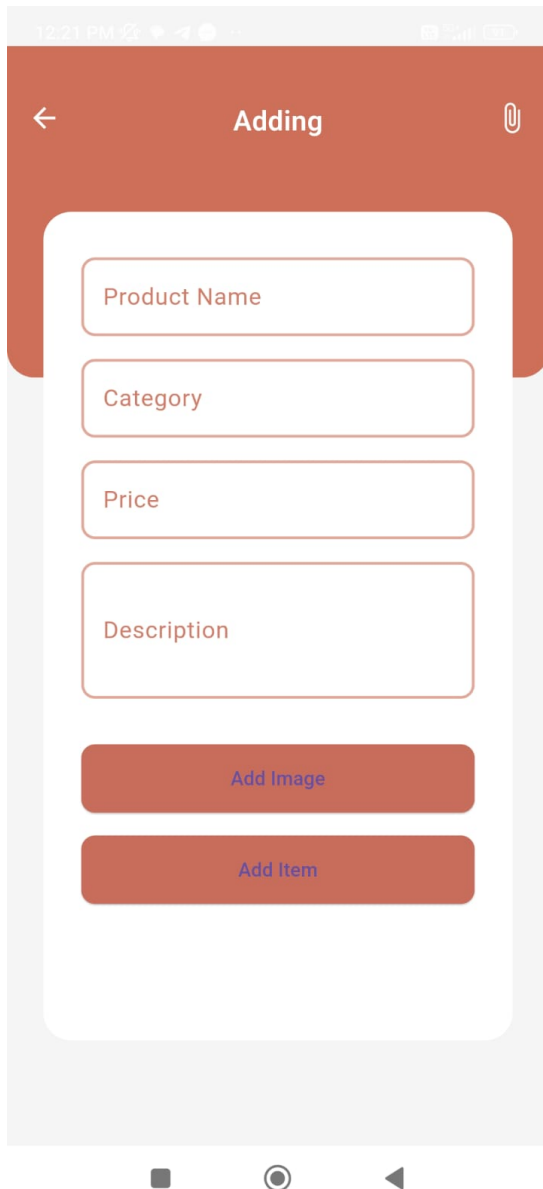 12:21 PM
Adding
Product Name
Category
Price
Description
Add Image
Add Item